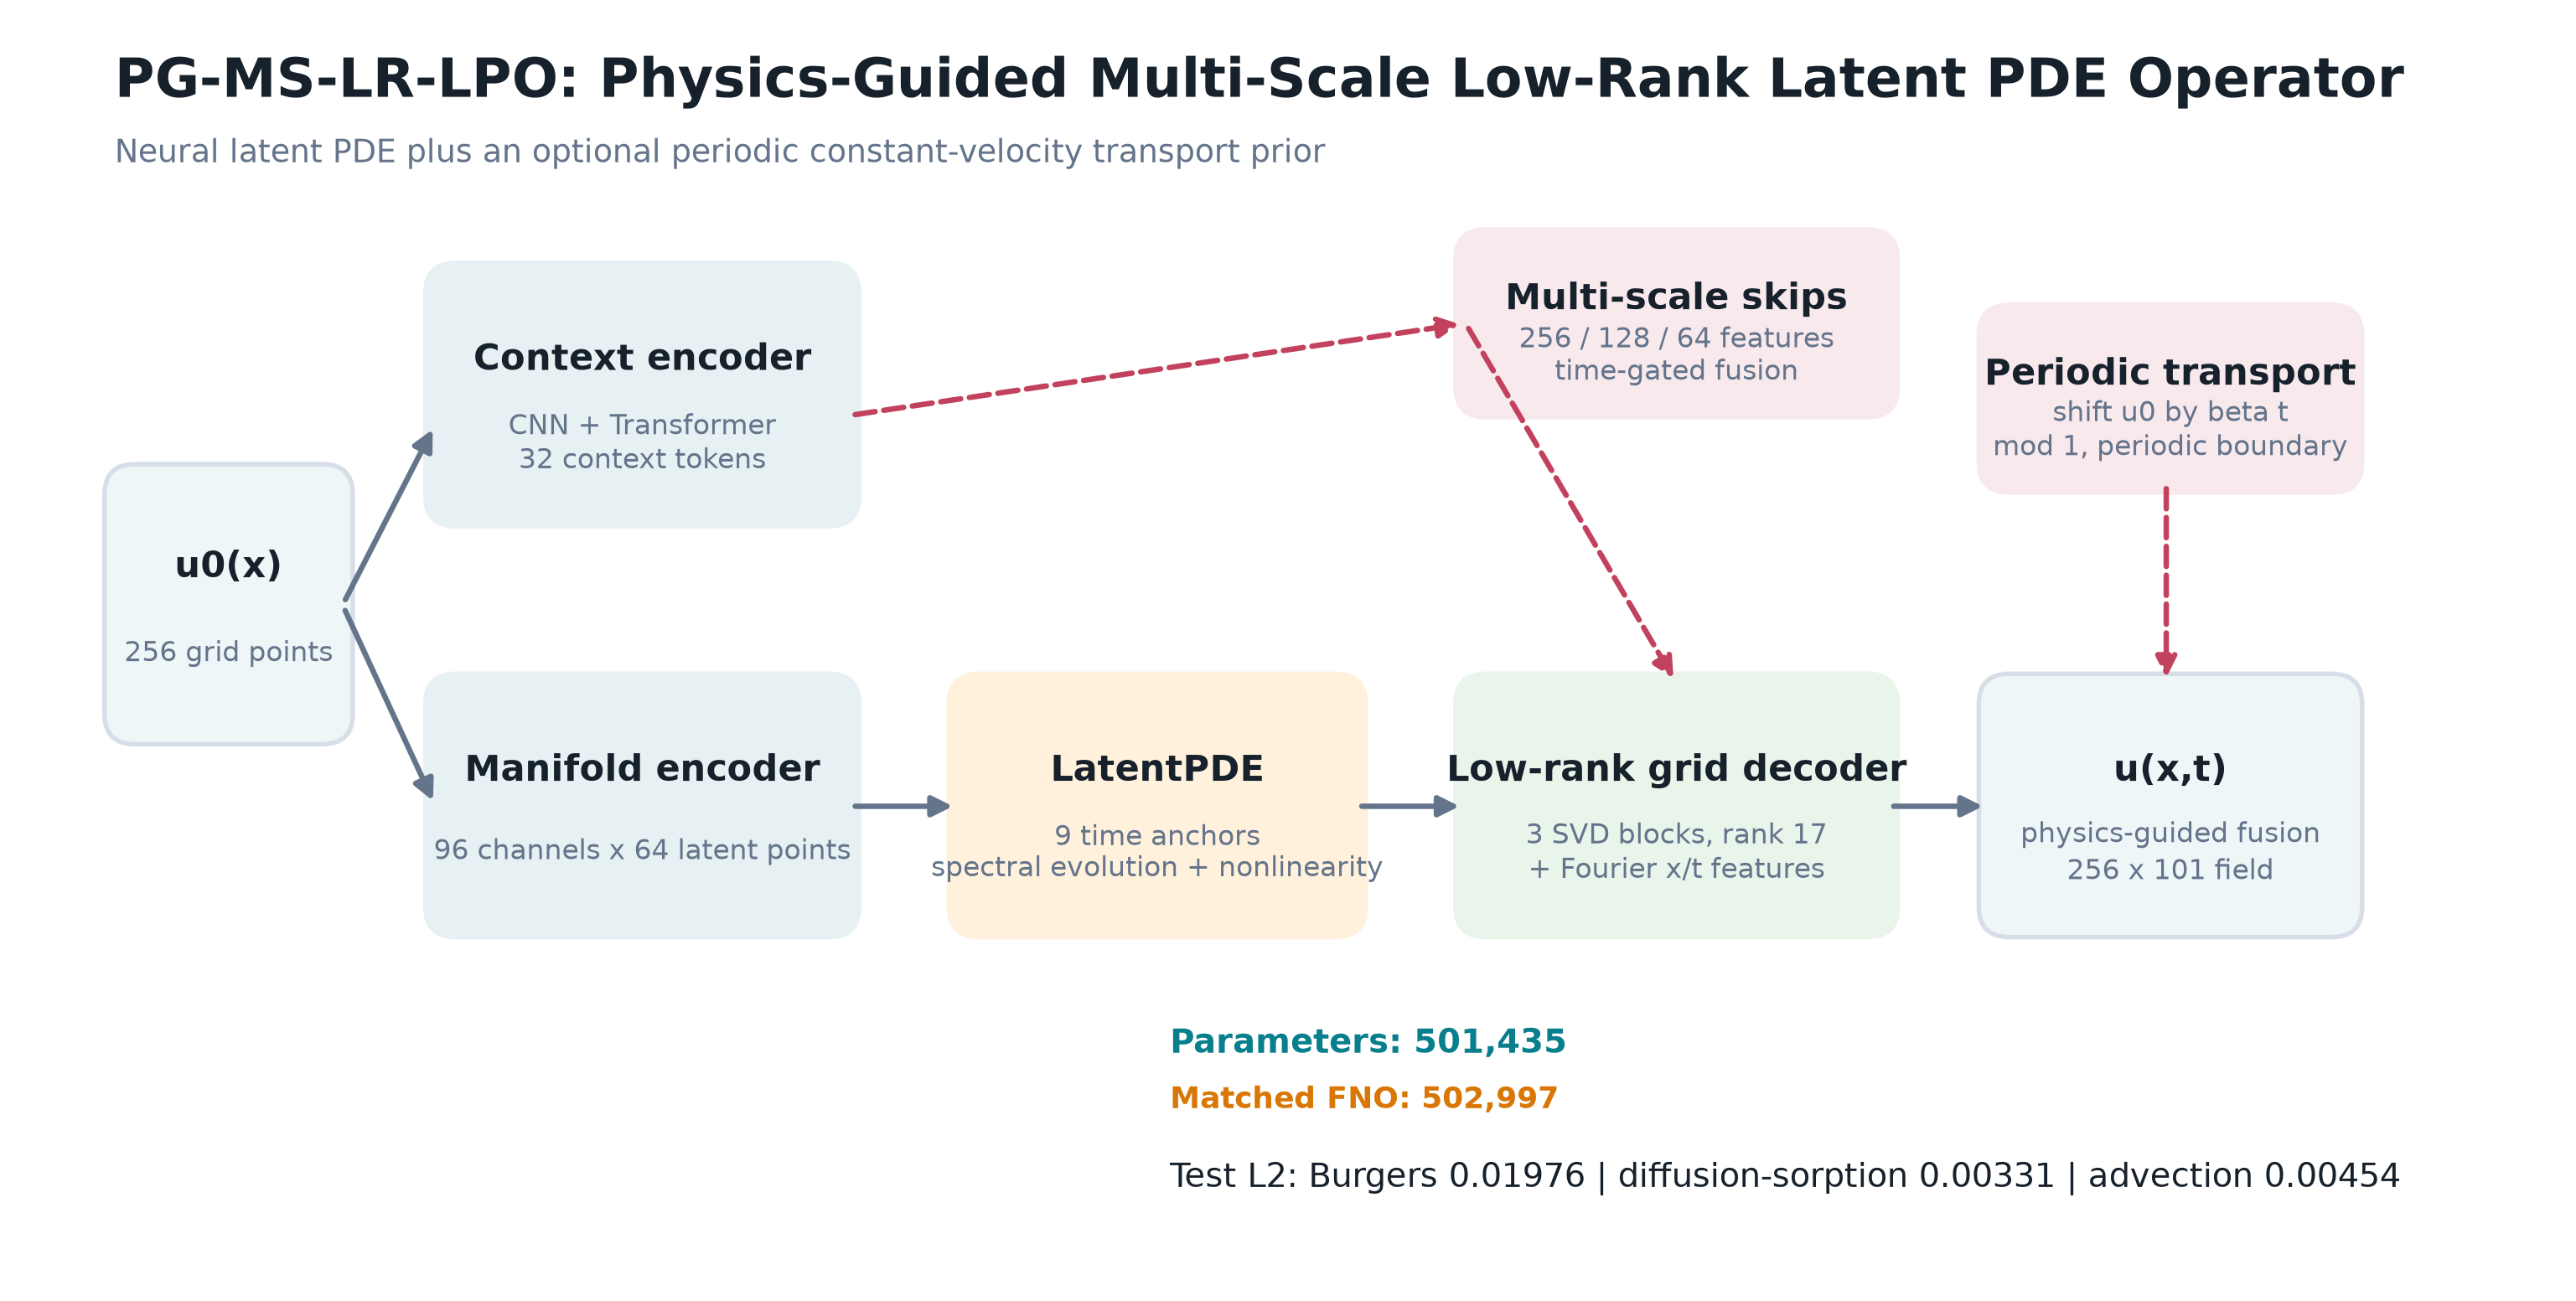 PG-MS-LR-LPO: Physics-Guided Multi-Scale Low-Rank Latent PDE Operator
Neural latent PDE plus an optional periodic constant-velocity transport prior
u0(x)
256 grid points
Context encoder
CNN + Transformer
32 context tokens
Multi-scale skips
256 / 128 / 64 features
time-gated fusion
Periodic transport
shift u0 by beta t
mod 1, periodic boundary
Manifold encoder
96 channels x 64 latent points
LatentPDE
9 time anchors
spectral evolution + nonlinearity
Low-rank grid decoder
3 SVD blocks, rank 17
+ Fourier x/t features
u(x,t)
physics-guided fusion
256 x 101 field
Parameters: 501,435
Matched FNO: 502,997
Test L2: Burgers 0.01976 | diffusion-sorption 0.00331 | advection 0.00454